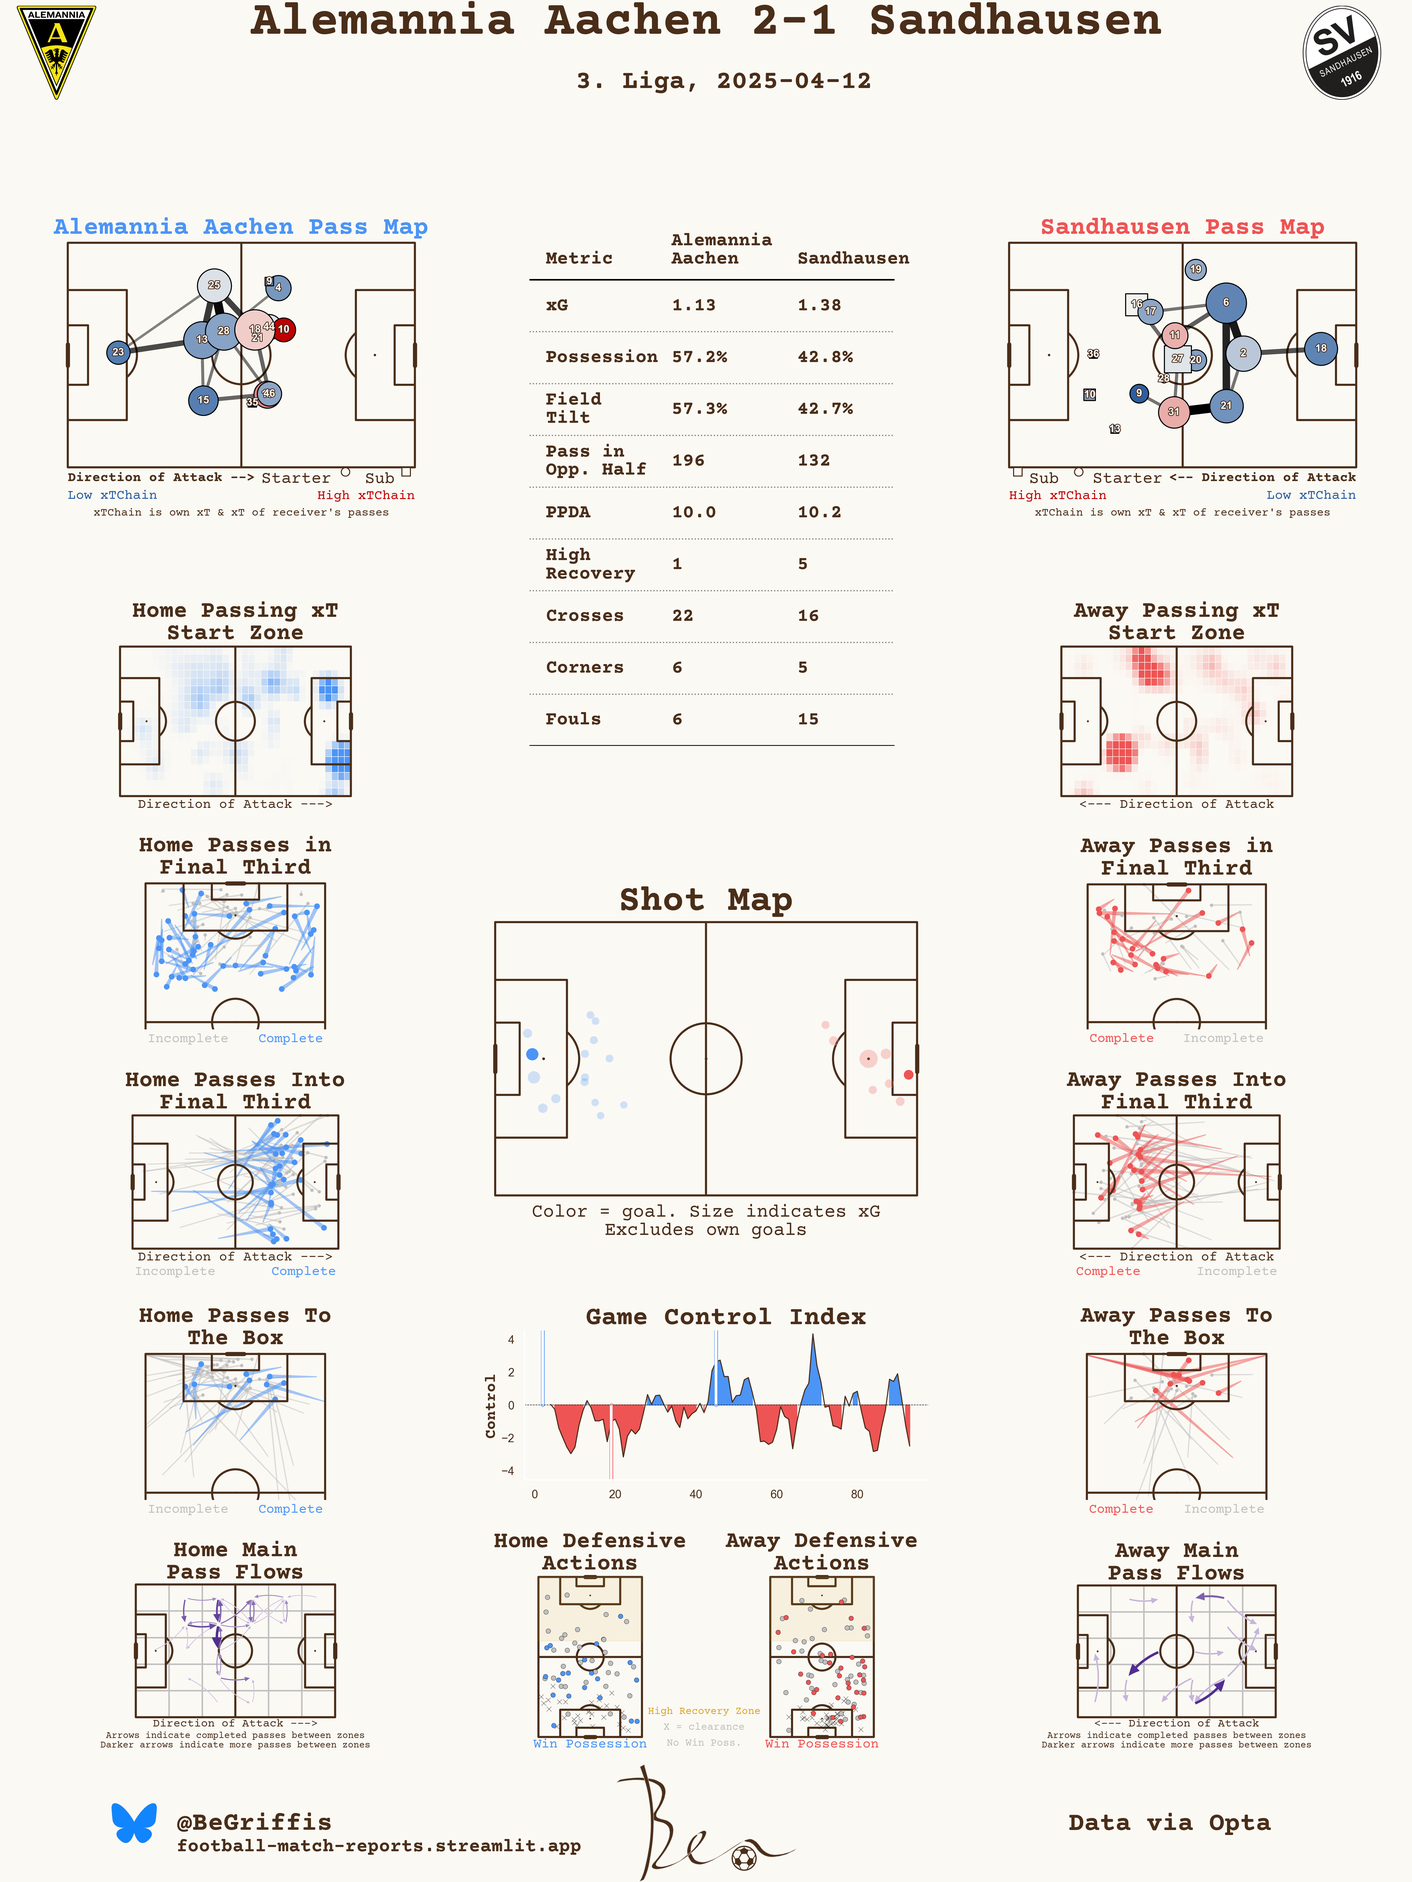 Alemannia Aachen 2-1 Sandhausen
3. Liga, 2025-04-12
ALEMANNIA
A
SV
SANDHAUSEN
1916
Alemannia Aachen Pass Map
25
9
4
13
28
18
44
10
21
23
15
46
35
Direction of Attack --> Starter Sub
Low xTChain High xTChain
xTChain is own xT & xT of receiver's passes
Metric Alemannia Aachen Sandhausen
xG 1.13 1.38
Possession 57.2% 42.8%
Field Tilt 57.3% 42.7%
Pass in Opp. Half 196 132
PPDA 10.0 10.2
High Recovery 1 5
Crosses 22 16
Corners 6 5
Fouls 6 15
Sandhausen Pass Map
19
16
17
6
11
36
27
20
2
18
28
10
9
31
21
13
Sub Starter <-- Direction of Attack
High xTChain Low xTChain
xTChain is own xT & xT of receiver's passes
Home Passing xT
Start Zone
Direction of Attack --->
Away Passing xT
Start Zone
<--- Direction of Attack
Home Passes in
Final Third
Incomplete Complete
Away Passes in
Final Third
Complete Incomplete
Shot Map
Color = goal. Size indicates xG
Excludes own goals
Home Passes Into
Final Third
Direction of Attack --->
Incomplete Complete
Away Passes Into
Final Third
<--- Direction of Attack
Complete Incomplete
Home Passes To
The Box
Incomplete Complete
Game Control Index
Control
4
2
0
−2
−4
0 20 40 60 80
Away Passes To
The Box
Complete Incomplete
Home Main
Pass Flows
Direction of Attack --->
Arrows indicate completed passes between zones
Darker arrows indicate more passes between zones
Home Defensive
Actions
Win Possession
High Recovery Zone
X = clearance
No Win Poss.
Away Defensive
Actions
Win Possession
Away Main
Pass Flows
<--- Direction of Attack
Arrows indicate completed passes between zones
Darker arrows indicate more passes between zones
@BeGriffis
football-match-reports.streamlit.app
Ben
Data via Opta